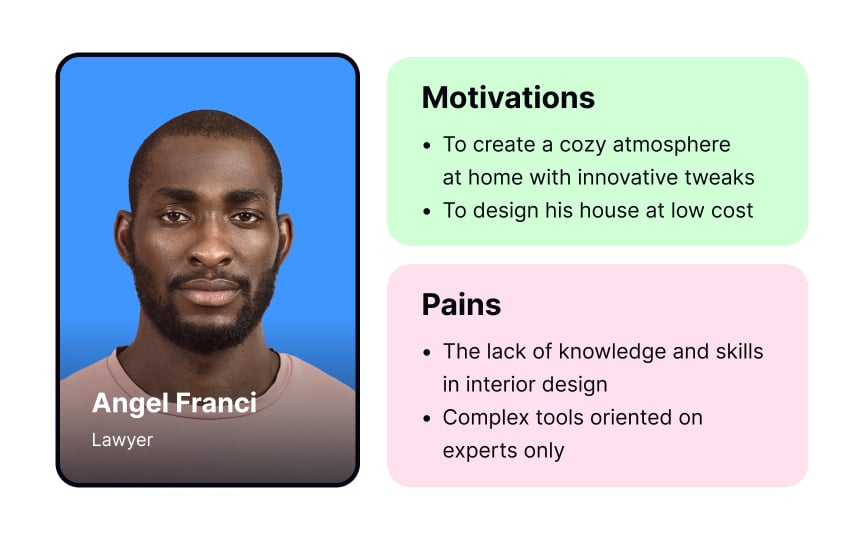 Angel Franci
Lawyer
Motivations
• To create a cozy atmosphere
at home with innovative tweaks
• To design his house at low cost
Pains
• The lack of knowledge and skills
in interior design
• Complex tools oriented on
experts only